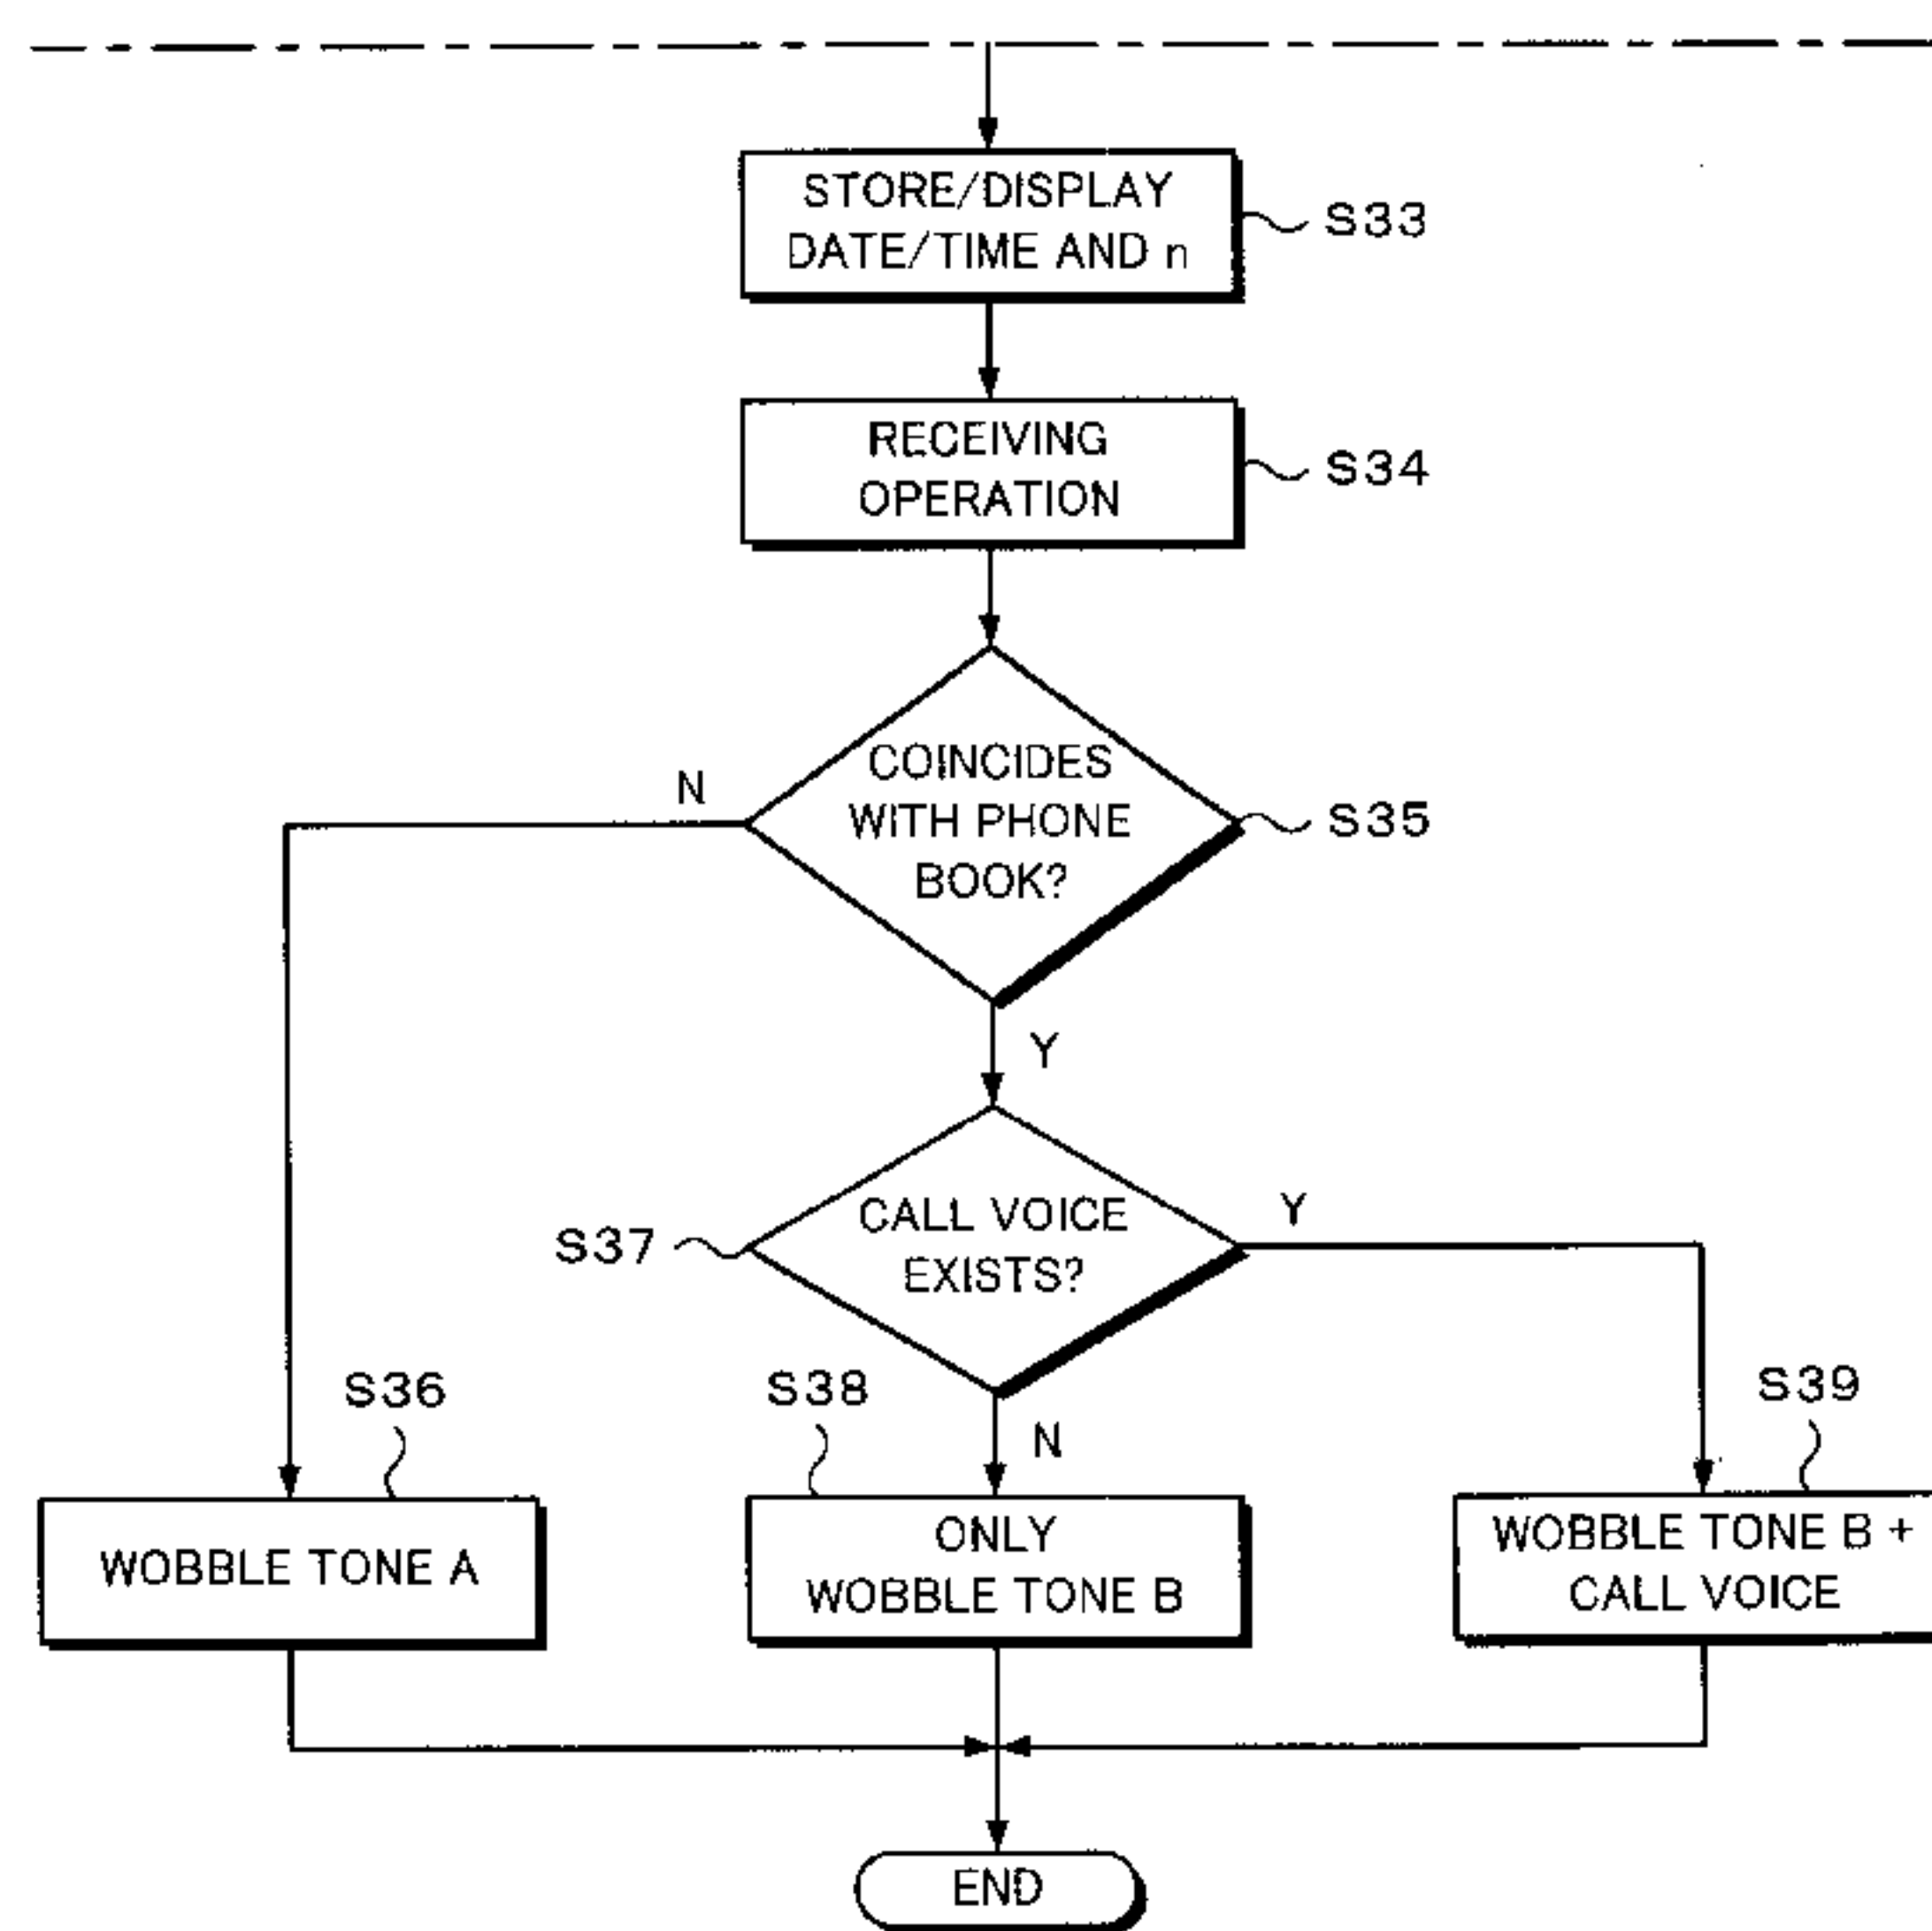 STORE/DISPLAY
DATE/TIME AND n
S33
RECEIVING
OPERATION
S34
COINCIDES
WITH PHONE
BOOK?
N
S35
Y
CALL VOICE
EXISTS?
S37
Y
S36
S38
N
S39
WOBBLE TONE A
ONLY
WOBBLE TONE B
WOBBLE TONE B +
CALL VOICE
END